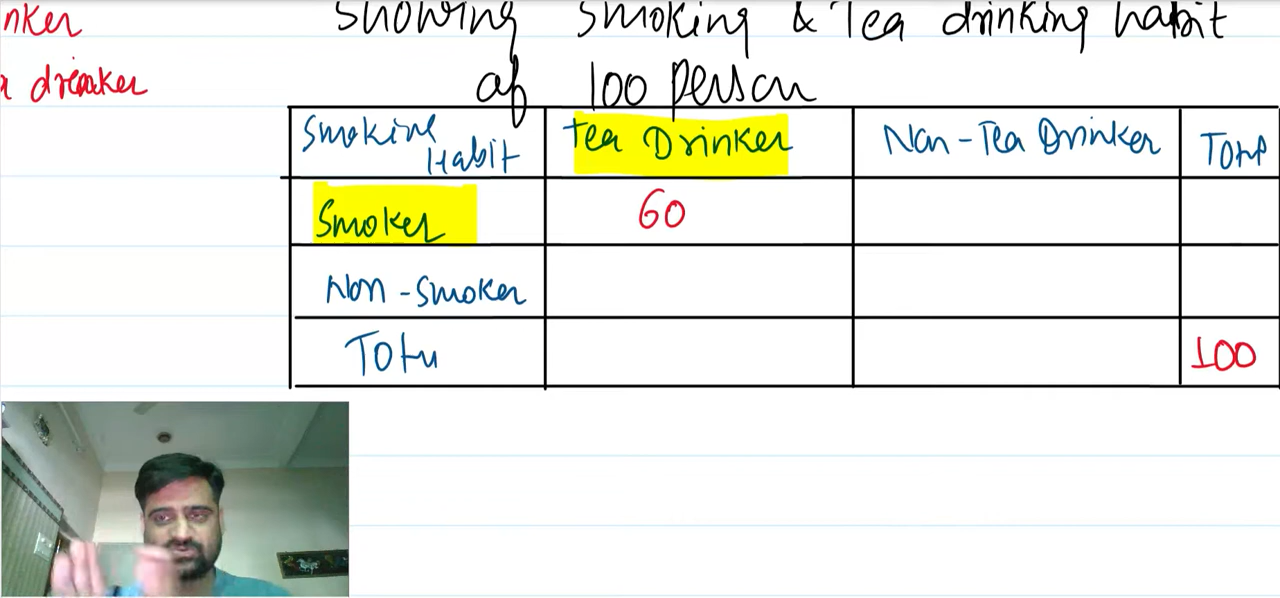 nker
Showing Smoking & Tea drinking habit
drinker
of 100 person
Smoking Habit Tea Drinker Non-Tea Drinker Total
Smoker 60
Non-Smoker
Total 100